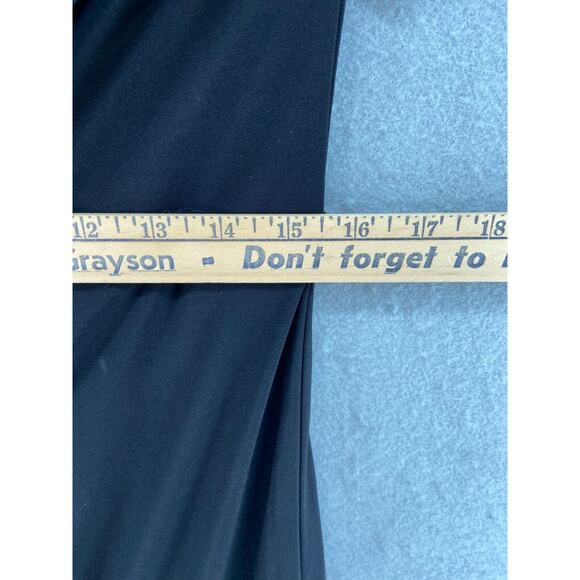 12 13 14 15 16 17 18
Grayson - Don't forget to